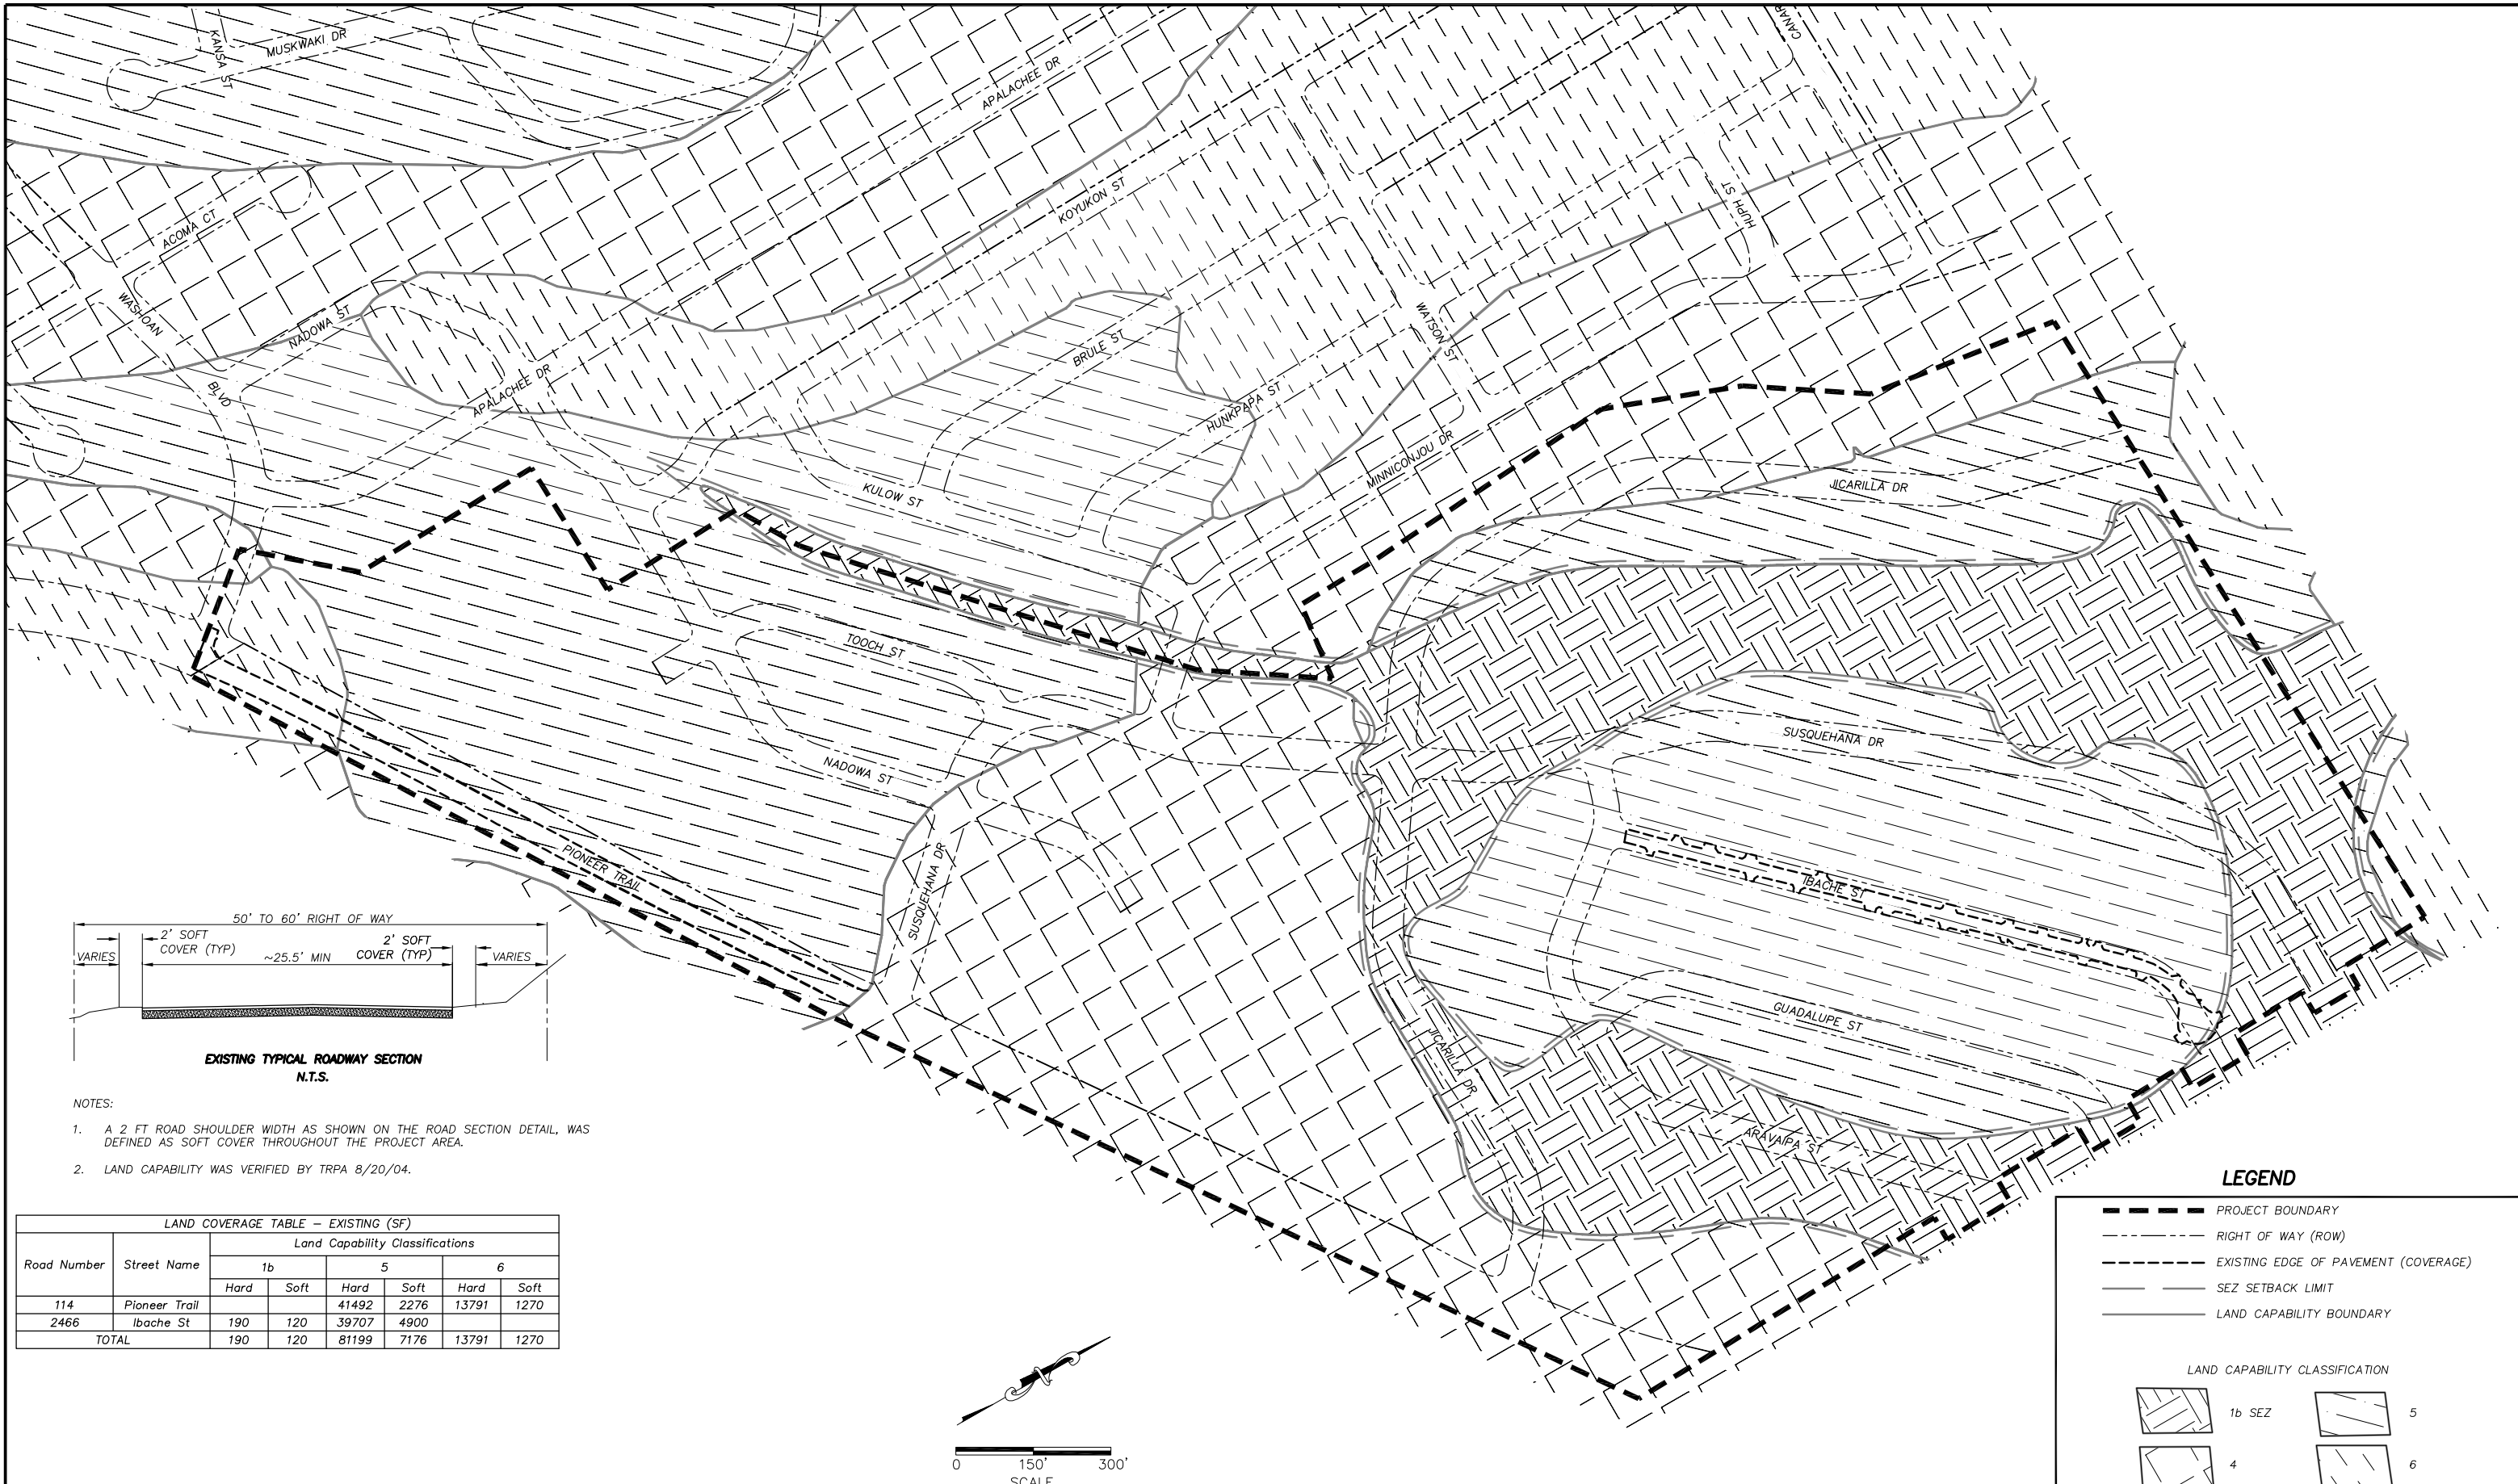 KANSA ST
MUSKWAKI DR
APALACHEE DR
CANAR
ACOMA CT
KOYUKON ST
HUPH ST
WASHOAN
BLVD
NADOWA ST
APALACHEE DR
BRULE ST
WATSON ST
HUNKPAPA ST
MINNICONJOU DR
KULOW ST
JICARILLA DR
TOOCH ST
NADOWA ST
SUSQUEHANA DR
PIONEER TRAIL
SUSQUEHANA DR
IBACHE ST
GUADALUPE ST
JICARILLA DR
ARAVAIPA ST
50' TO 60' RIGHT OF WAY
2' SOFT
COVER (TYP)
2' SOFT
COVER (TYP)
VARIES
~25.5' MIN
VARIES
EXISTING TYPICAL ROADWAY SECTION
N.T.S.
NOTES:
1. A 2 FT ROAD SHOULDER WIDTH AS SHOWN ON THE ROAD SECTION DETAIL, WAS
DEFINED AS SOFT COVER THROUGHOUT THE PROJECT AREA.
2. LAND CAPABILITY WAS VERIFIED BY TRPA 8/20/04.
LAND COVERAGE TABLE – EXISTING (SF)
Road Number Street Name Land Capability Classifications
1b 5 6
Hard Soft Hard Soft Hard Soft
114 Pioneer Trail 41492 2276 13791 1270
2466 Ibache St 190 120 39707 4900
TOTAL 190 120 81199 7176 13791 1270
N
0 150' 300'
SCALE
LEGEND
PROJECT BOUNDARY
RIGHT OF WAY (ROW)
EXISTING EDGE OF PAVEMENT (COVERAGE)
SEZ SETBACK LIMIT
LAND CAPABILITY BOUNDARY
LAND CAPABILITY CLASSIFICATION
1b SEZ 5
4 6